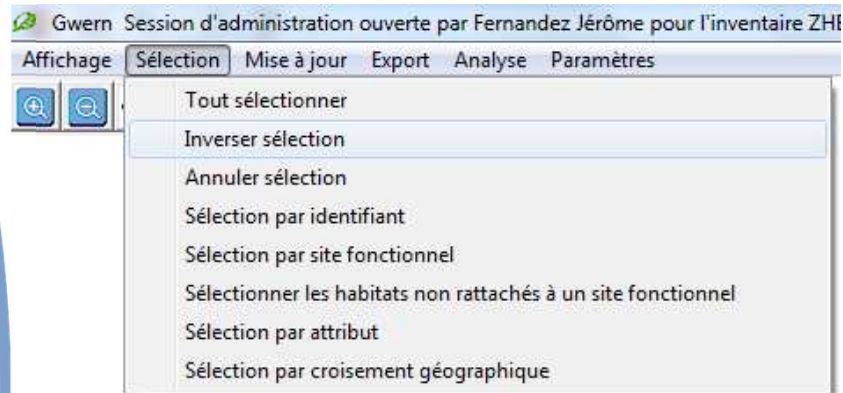 Gwern Session d'administration ouverte par Fernandez Jérôme pour l'inventaire
Affichage Sélection Mise à jour Export Analyse Paramètres
Tout sélectionner
Inverser sélection
Annuler sélection
Sélection par identifiant
Sélection par site fonctionnel
Sélectionner les habitats non rattachés à un site fonctionnel
Sélection par attribut
Sélection par croisement géographique